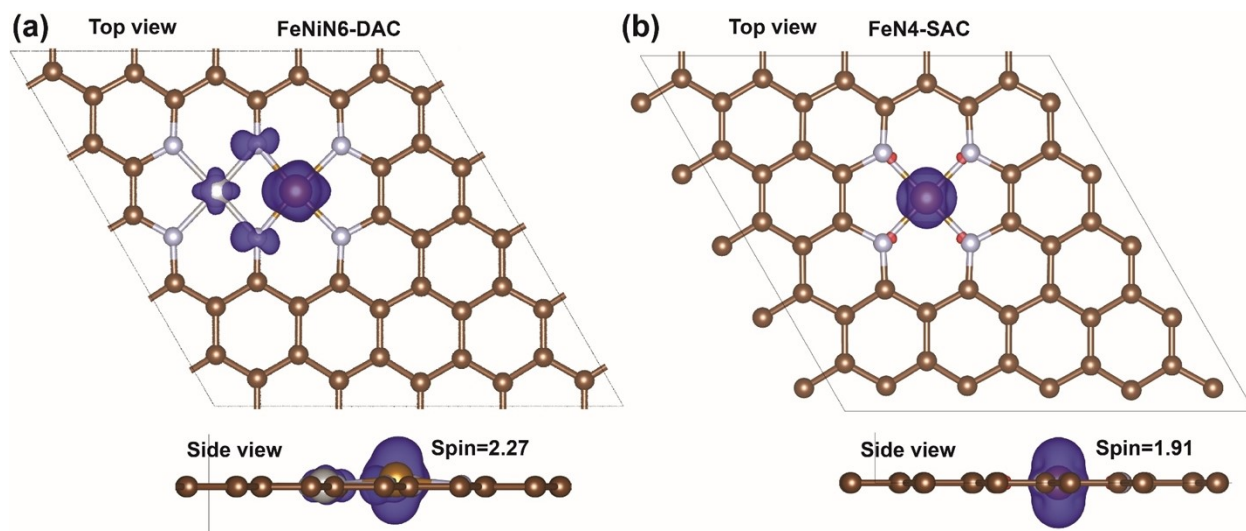 (a) Top view FeNiN6-DAC
(b) Top view FeN4-SAC
Side view Spin=2.27
Side view Spin=1.91